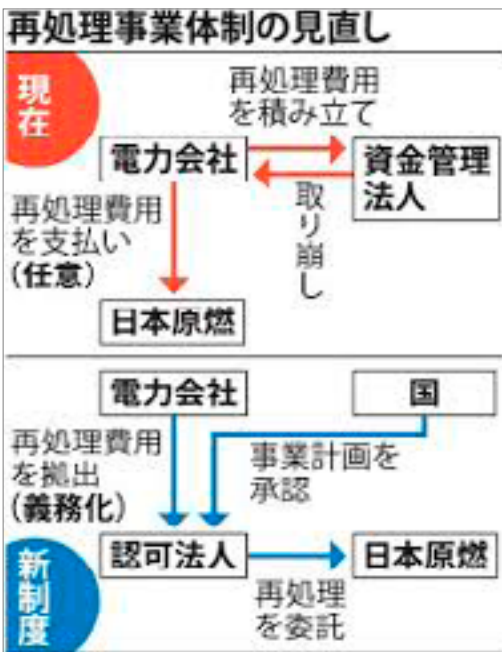 再処理事業体制の見直し
現在
再処理費用
を積み立て
電力会社
資金管理
法人
取り崩し
再処理費用
を支払い
(任意)
日本原燃
電力会社
国
再処理費用
を拠出
(義務化)
事業計画を
承認
新制度
認可法人
日本原燃
再処理
を委託